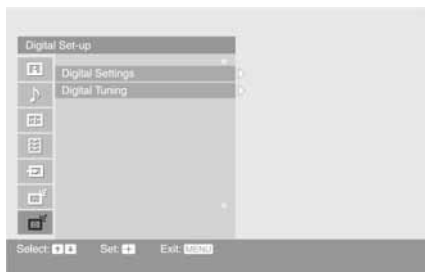 Digital Set-up
Digital Settings
Digital Tuning
Select: Set: Exit: MENU